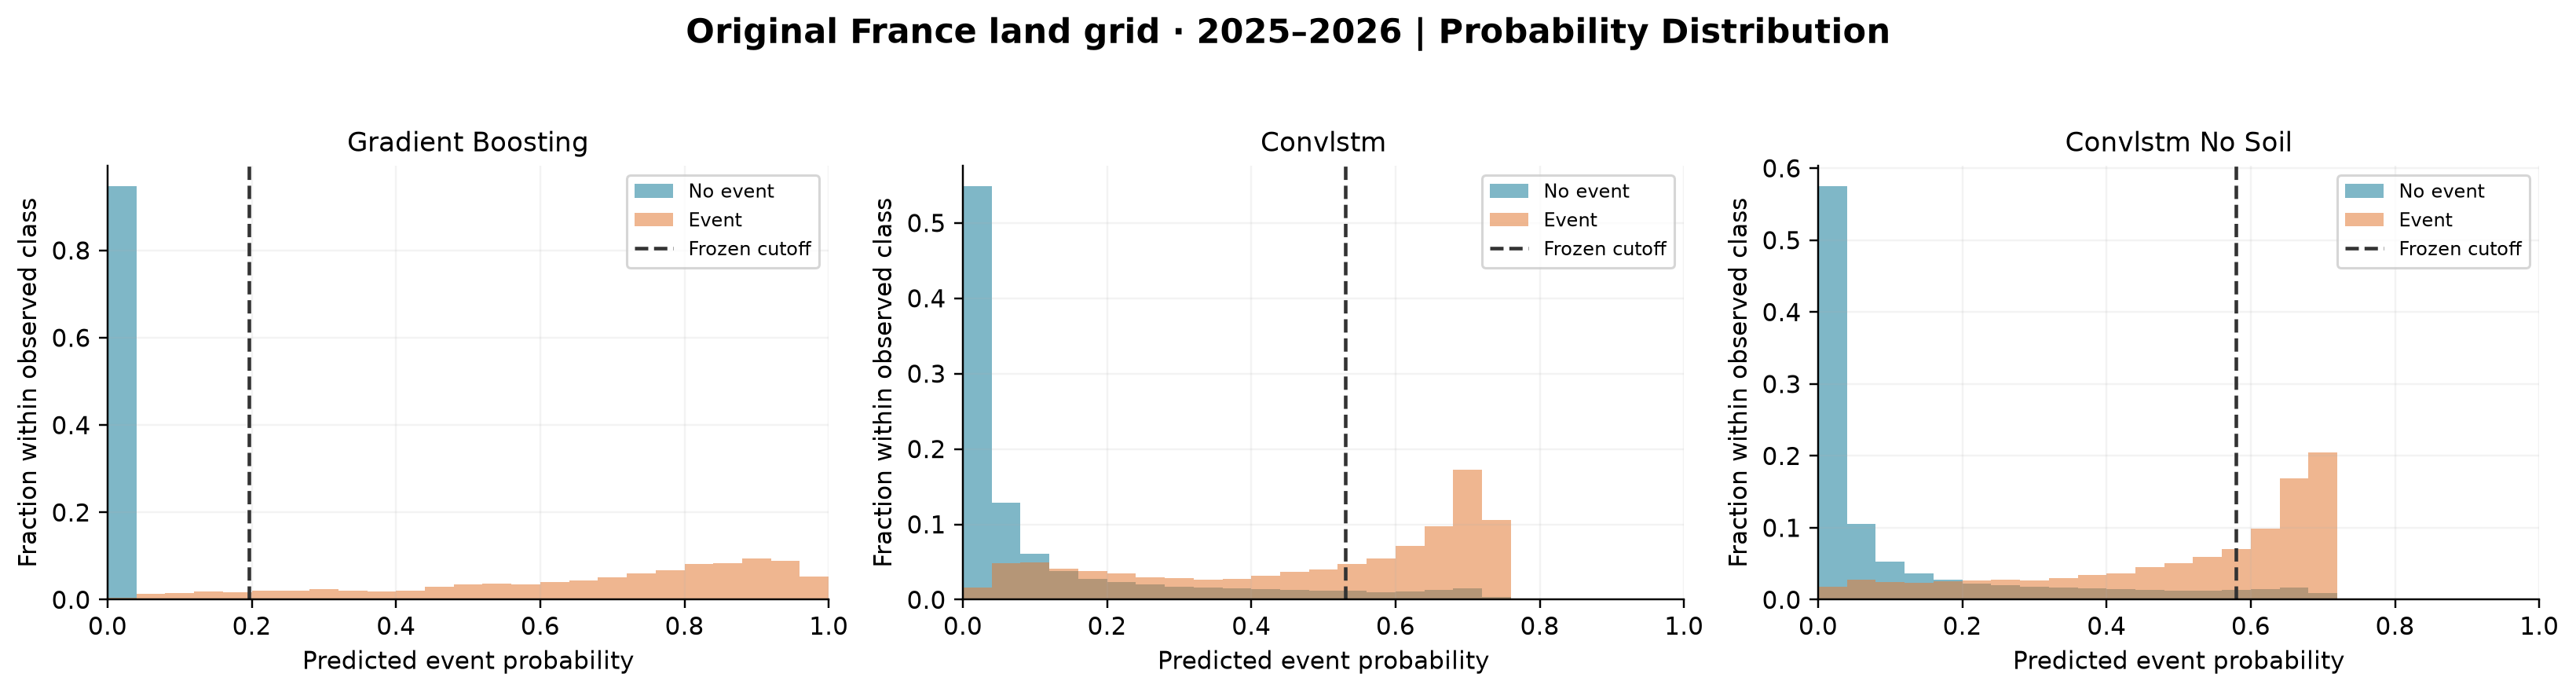 Original France land grid · 2025–2026 | Probability Distribution
Gradient Boosting
Fraction within observed class
0.8
0.6
0.4
0.2
0.0
0.0 0.2 0.4 0.6 0.8 1.0
Predicted event probability
No event
Event
Frozen cutoff
Convlstm
Fraction within observed class
0.5
0.4
0.3
0.2
0.1
0.0
0.0 0.2 0.4 0.6 0.8 1.0
Predicted event probability
No event
Event
Frozen cutoff
Convlstm No Soil
Fraction within observed class
0.6
0.5
0.4
0.3
0.2
0.1
0.0
0.0 0.2 0.4 0.6 0.8 1.0
Predicted event probability
No event
Event
Frozen cutoff